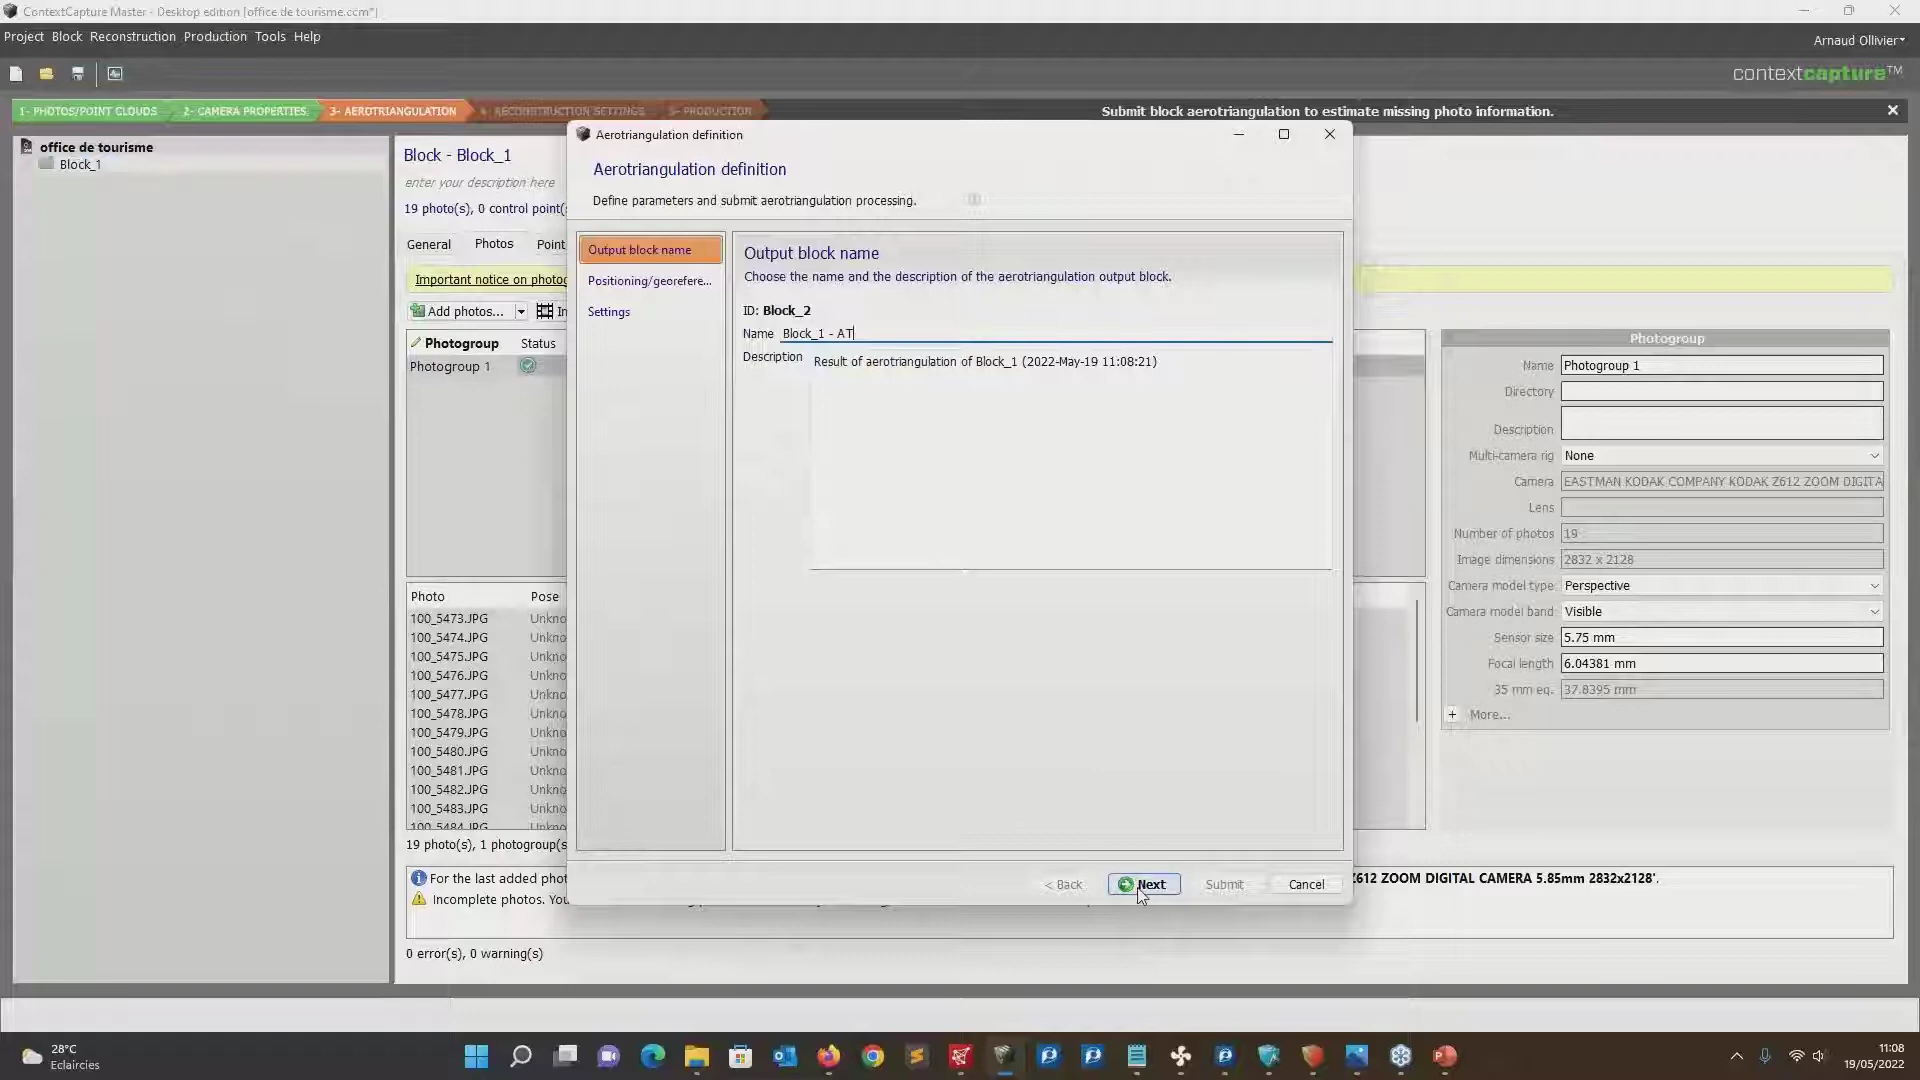 ContextCapture Master - Desktop edition [office de tourisme.ccm*]
Project Block Reconstruction Production Tools Help
Arnaud Ollivier
contextcapture™
1- PHOTOS/POINT CLOUDS 2- CAMERA PROPERTIES 3- AEROTRIANGULATION 4- RECONSTRUCTION SETTINGS 5- PRODUCTION
Submit block aerotriangulation to estimate missing photo information.
office de tourisme
Block_1
Block - Block_1
enter your description here
19 photo(s), 0 control point(s
General Photos Point
Important notice on photog
Add photos...
Photogroup Status
Photogroup 1
Photo Pose
100_5473.JPG Unkno
100_5474.JPG Unkno
100_5475.JPG Unkno
100_5476.JPG Unkno
100_5477.JPG Unkno
100_5478.JPG Unkno
100_5479.JPG Unkno
100_5480.JPG Unkno
100_5481.JPG Unkno
100_5482.JPG Unkno
100_5483.JPG Unkno
100_5484.JPG Unkno
19 photo(s), 1 photogroup(s
For the last added phot
Z612 ZOOM DIGITAL CAMERA 5.85mm 2832x2128'.
Incomplete photos. You
0 error(s), 0 warning(s)
Aerotriangulation definition
Aerotriangulation definition
Define parameters and submit aerotriangulation processing.
Output block name
Positioning/georefere...
Settings
Output block name
Choose the name and the description of the aerotriangulation output block.
ID: Block_2
Name Block_1 - AT
Description Result of aerotriangulation of Block_1 (2022-May-19 11:08:21)
< Back Next Submit Cancel
Photogroup
Name Photogroup 1
Directory
Description
Multi-camera rig None
Camera EASTMAN KODAK COMPANY KODAK Z612 ZOOM DIGITA
Lens
Number of photos 19
Image dimensions 2832 x 2128
Camera model type Perspective
Camera model band Visible
Sensor size 5.75 mm
Focal length 6.04381 mm
35 mm eq. 37.8395 mm
+ More...
28°C
Eclaircies
11:08
19/05/2022